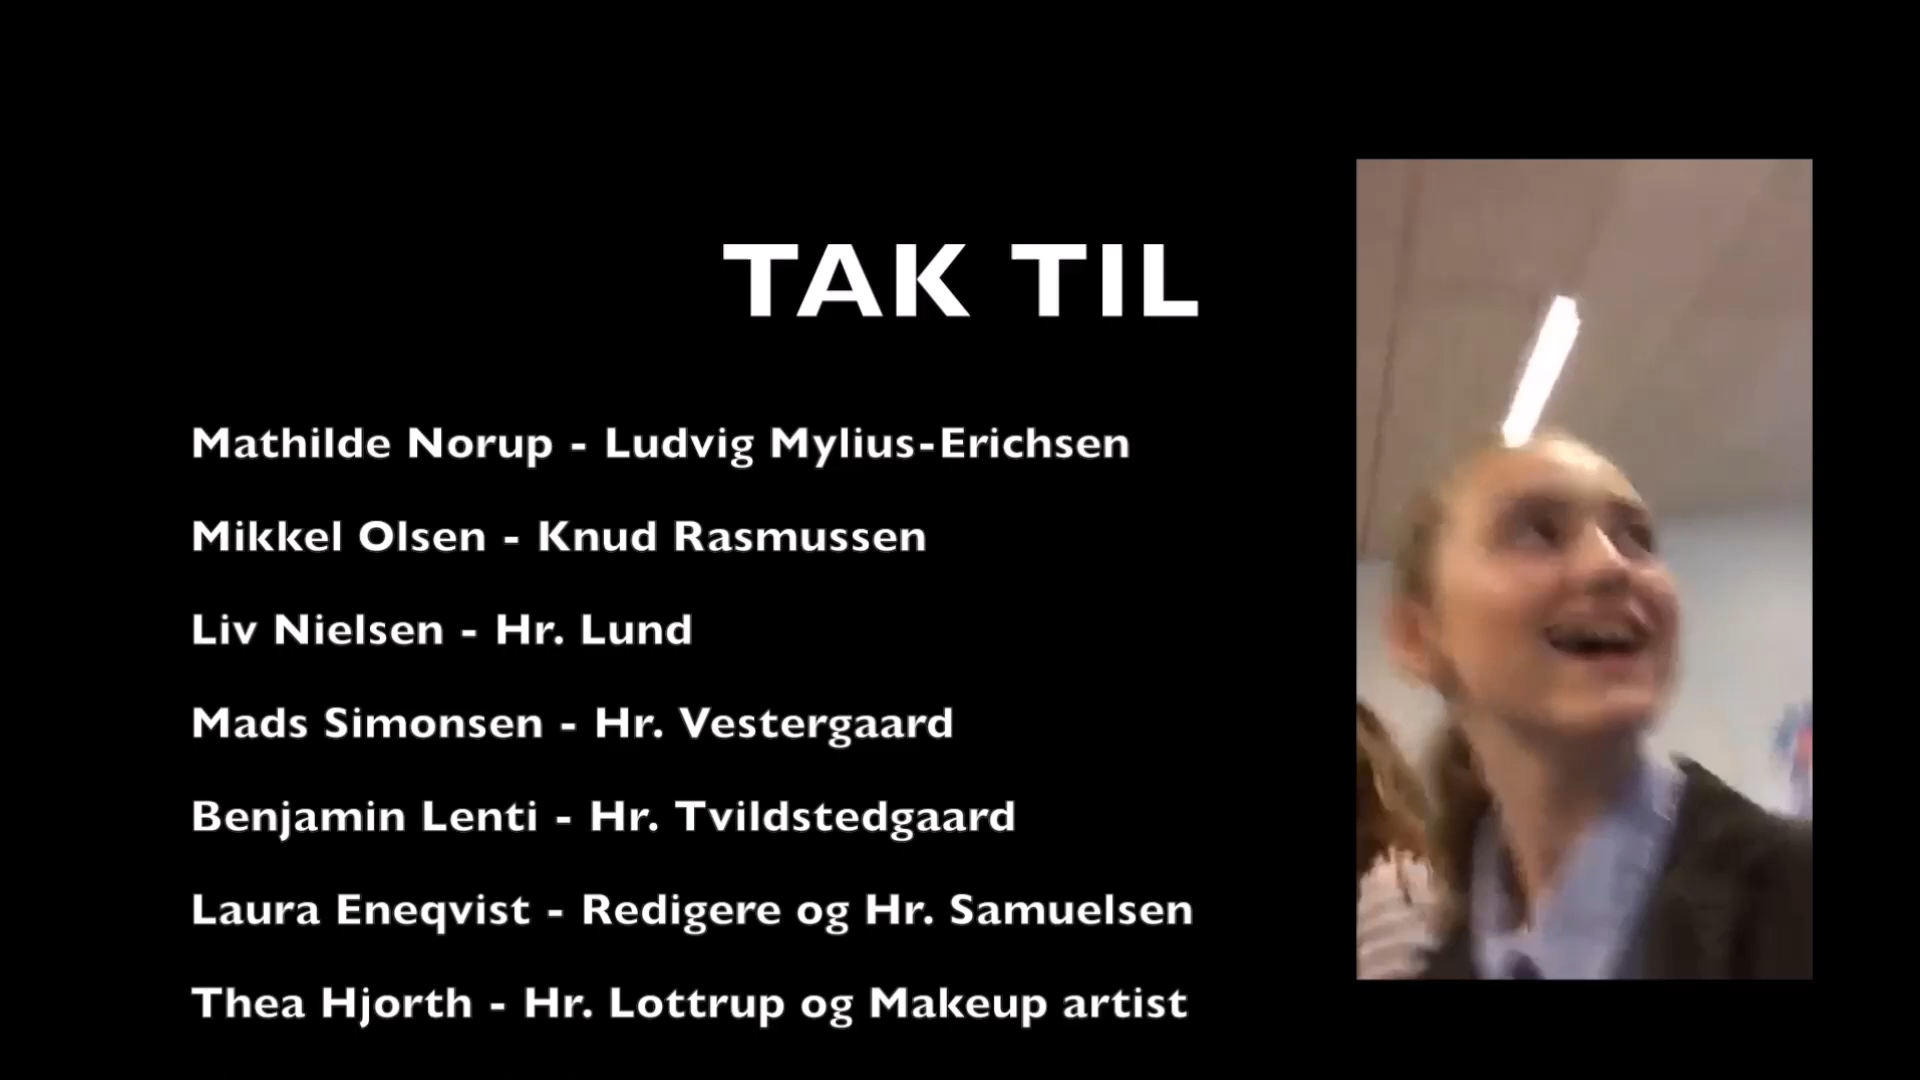 TAK TIL
Mathilde Norup - Ludvig Mylius-Erichsen
Mikkel Olsen - Knud Rasmussen
Liv Nielsen - Hr. Lund
Mads Simonsen - Hr. Vestergaard
Benjamin Lenti - Hr. Tvildstedgaard
Laura Eneqvist - Redigere og Hr. Samuelsen
Thea Hjorth - Hr. Lottrup og Makeup artist